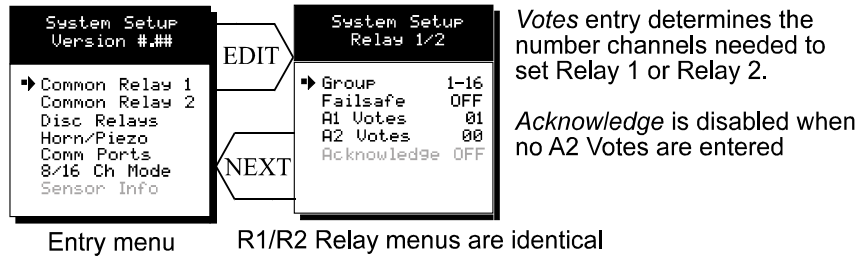 System Setup
Version #.##
➡ Common Relay 1
Common Relay 2
Disc Relays
Horn/Piezo
Comm Ports
8/16 Ch Mode
Sensor Info
EDIT
NEXT
System Setup
Relay 1/2
➡ Group 1-16
Failsafe OFF
A1 Votes 01
A2 Votes 00
Acknowledge OFF
Votes entry determines the
number channels needed to
set Relay 1 or Relay 2.
Acknowledge is disabled when
no A2 Votes are entered
Entry menu
R1/R2 Relay menus are identical